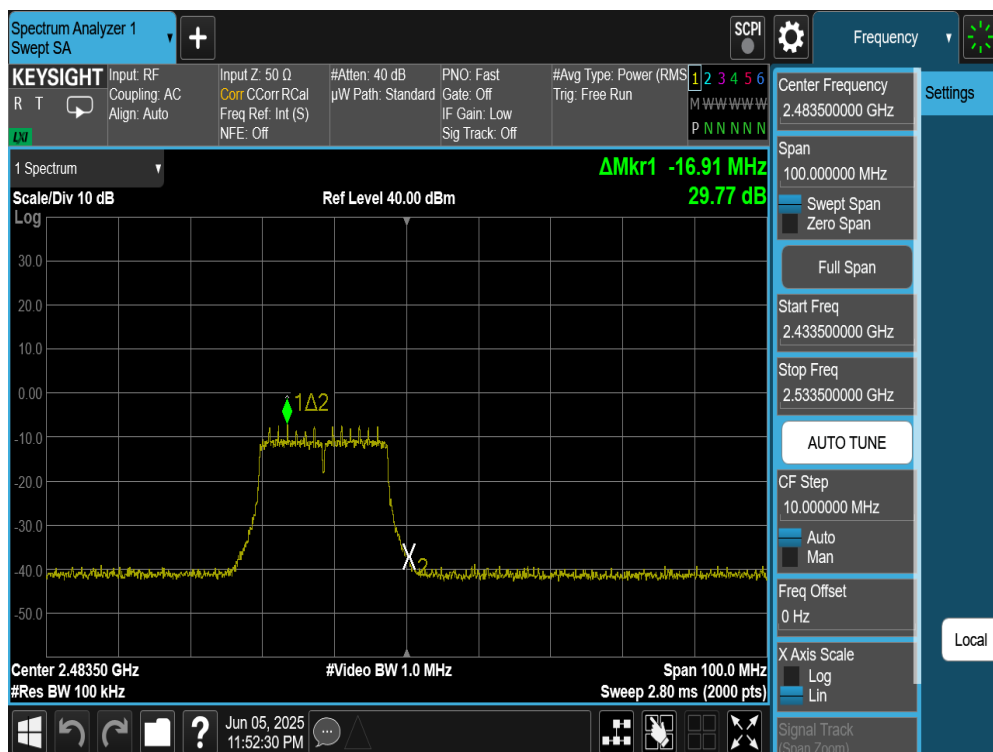 Spectrum Analyzer 1
Swept SA
+
SCPI
Frequency
KEYSIGHT
R T
LXI
Input: RF
Coupling: AC
Align: Auto
Input Z: 50 Ω
Corr CCorr RCal
Freq Ref: Int (S)
NFE: Off
#Atten: 40 dB
µW Path: Standard
PNO: Fast
Gate: Off
IF Gain: Low
Sig Track: Off
#Avg Type: Power (RMS
Trig: Free Run
1 2 3 4 5 6
M W W W W W
P N N N N N
Center Frequency
2.483500000 GHz
Settings
1 Spectrum
ΔMkr1 -16.91 MHz
29.77 dB
Scale/Div 10 dB
Ref Level 40.00 dBm
Log
30.0
20.0
10.0
0.00
-10.0
-20.0
-30.0
-40.0
-50.0
1Δ2
2
Center 2.48350 GHz
#Video BW 1.0 MHz
Span 100.0 MHz
#Res BW 100 kHz
Sweep 2.80 ms (2000 pts)
Span
100.000000 MHz
Swept Span
Zero Span
Full Span
Start Freq
2.433500000 GHz
Stop Freq
2.533500000 GHz
AUTO TUNE
CF Step
10.000000 MHz
Auto
Man
Freq Offset
0 Hz
X Axis Scale
Log
Lin
Signal Track
(Span Zoom)
Local
?
Jun 05, 2025
11:52:30 PM